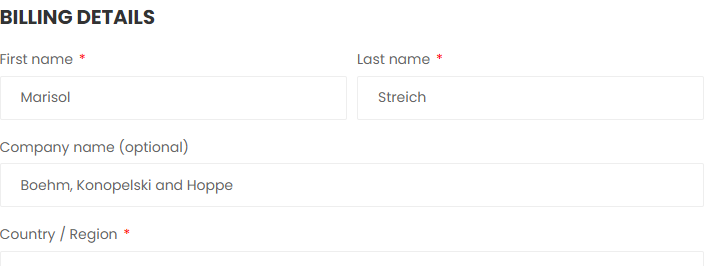 BILLING DETAILS
First name *
Last name *
Marisol
Streich
Company name (optional)
Boehm, Konopelski and Hoppe
Country / Region *